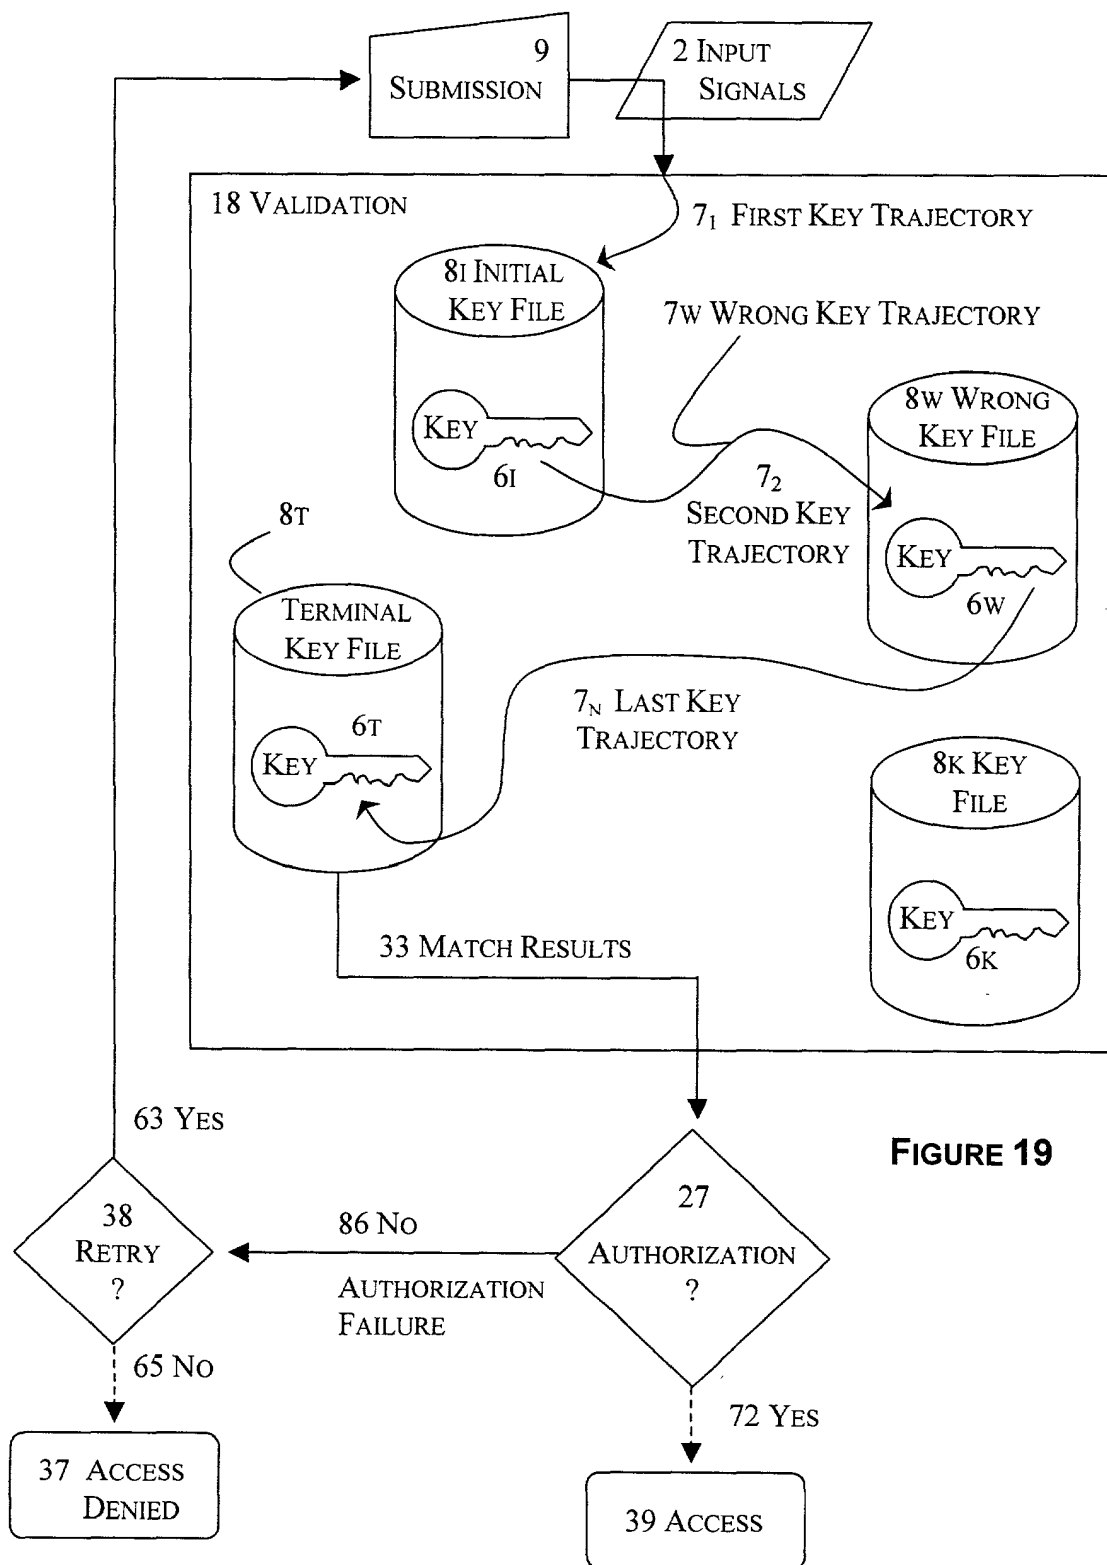 9
SUBMISSION
2 INPUT
SIGNALS
18 VALIDATION
7₁ FIRST KEY TRAJECTORY
8I INITIAL
KEY FILE
7W WRONG KEY TRAJECTORY
8W WRONG
KEY FILE
KEY
6I
7₂
SECOND KEY
TRAJECTORY
8T
KEY
6W
TERMINAL
KEY FILE
7N LAST KEY
TRAJECTORY
6T
KEY
8K KEY
FILE
KEY
6K
33 MATCH RESULTS
63 YES
FIGURE 19
27
AUTHORIZATION
?
38
RETRY
?
86 NO
AUTHORIZATION
FAILURE
65 NO
72 YES
37 ACCESS
DENIED
39 ACCESS